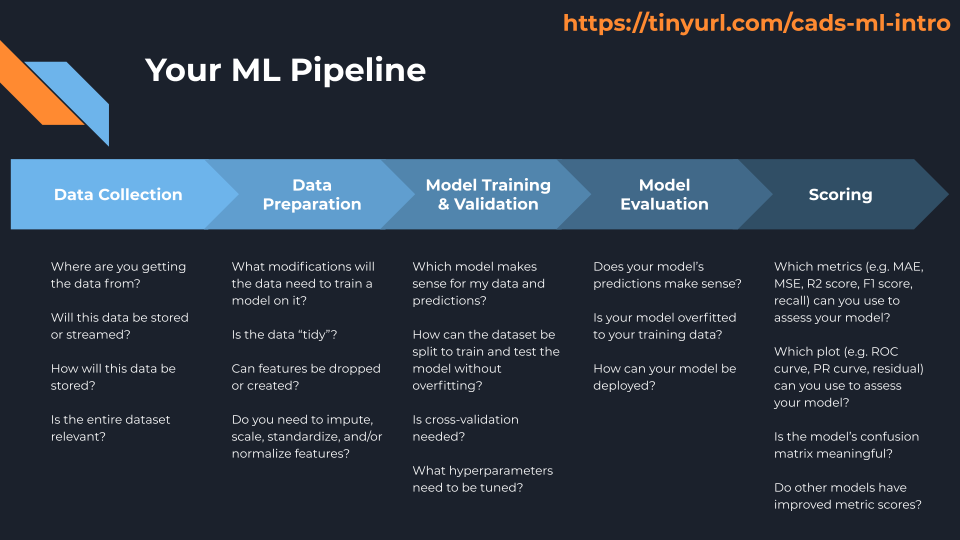 https://tinyurl.com/cads-ml-intro
Your ML Pipeline
Data Collection
Data
Preparation
Model Training
& Validation
Model
Evaluation
Scoring
Where are you getting
the data from?
Will this data be stored
or streamed?
How will this data be
stored?
Is the entire dataset
relevant?
What modifications will
the data need to train a
model on it?
Is the data “tidy”?
Can features be dropped
or created?
Do you need to impute,
scale, standardize, and/or
normalize features?
Which model makes
sense for my data and
predictions?
How can the dataset be
split to train and test the
model without
overfitting?
Is cross-validation
needed?
What hyperparameters
need to be tuned?
Does your model’s
predictions make sense?
Is your model overfitted
to your training data?
How can your model be
deployed?
Which metrics (e.g. MAE,
MSE, R2 score, F1 score,
recall) can you use to
assess your model?
Which plot (e.g. ROC
curve, PR curve, residual)
can you use to assess
your model?
Is the model’s confusion
matrix meaningful?
Do other models have
improved metric scores?